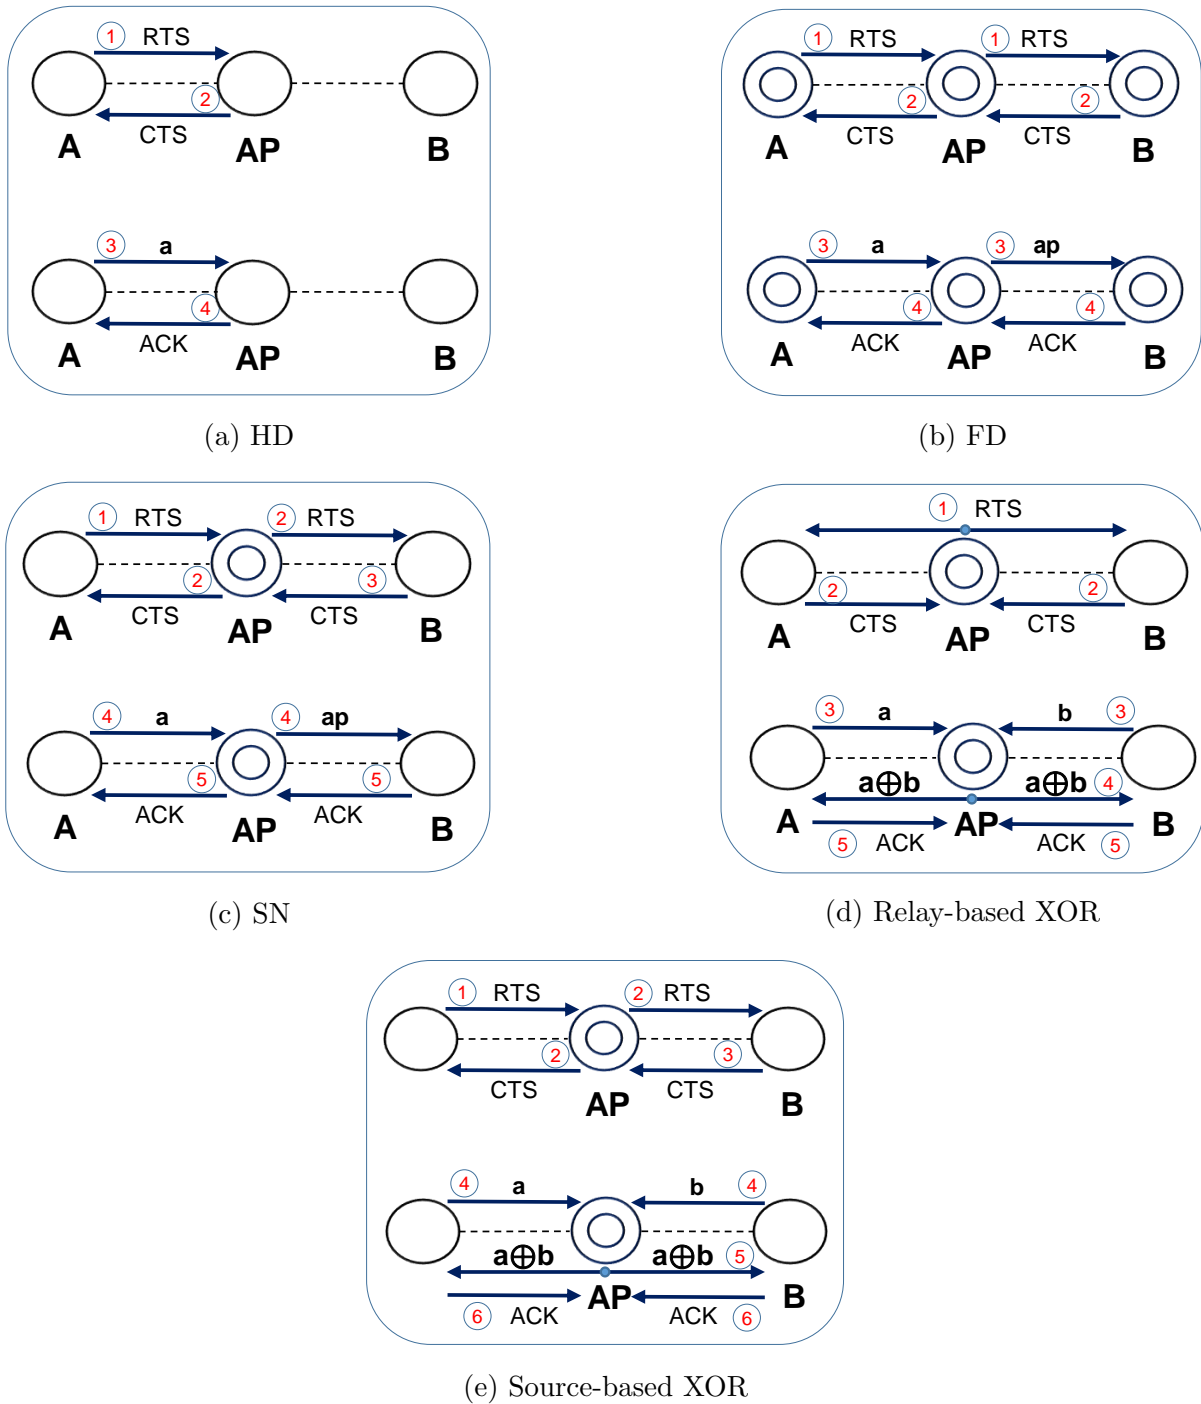 1 RTS
2
CTS
A AP B
3 a
4
ACK
A AP B
(a) HD
1 RTS 1 RTS
2 2
CTS CTS
A AP B
3 a 3 ap
4 4
ACK ACK
A AP B
(b) FD
1 RTS 2 RTS
2 3
CTS CTS
A AP B
4 a 4 ap
5 5
ACK ACK
A AP B
(c) SN
1 RTS
2 2
CTS CTS
A AP B
3 a b 3
a⊕b a⊕b 4
A AP B
5 ACK ACK 5
(d) Relay-based XOR
1 RTS 2 RTS
2 3
CTS CTS
AP B
4 a b 4
a⊕b a⊕b 5
AP B
6 ACK ACK 6
(e) Source-based XOR